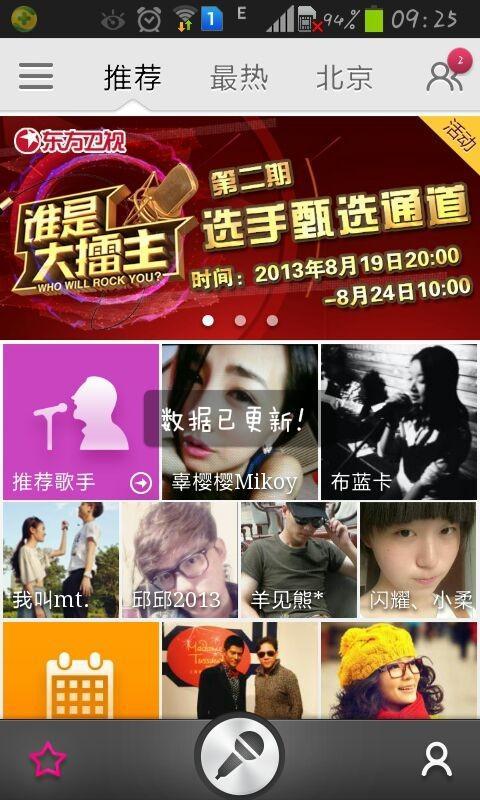 1 E 94% 09:25
推荐 最热 北京 2
东方卫视
活动
谁是
大擂主
WHO WILL ROCK YOU?
第二期
选手甄选通道
时间：2013年8月19日20:00
-8月24日10:00
数据已更新!
推荐歌手
辜樱樱Mikoy
布蓝卡
我叫mt.
邱邱2013
羊见熊*
闪耀、小柔
Madame
Tussauds